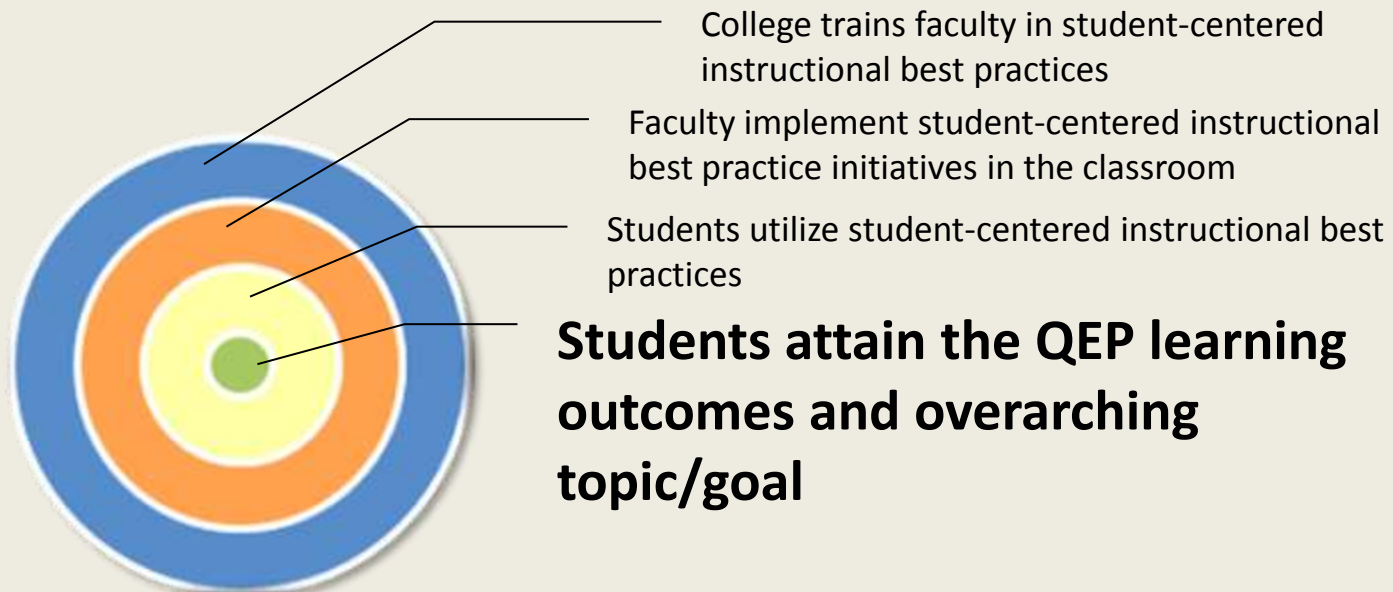 College trains faculty in student-centered
instructional best practices
Faculty implement student-centered instructional
best practice initiatives in the classroom
Students utilize student-centered instructional best
practices
Students attain the QEP learning
outcomes and overarching
topic/goal